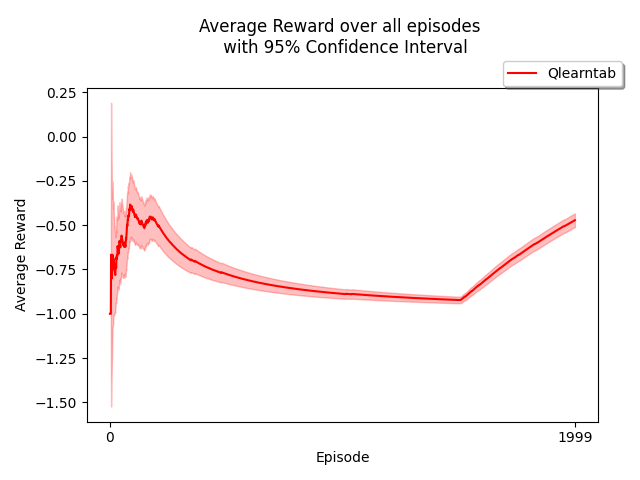 Average Reward over all episodes
with 95% Confidence Interval
Qlearntab
0.25
0.00
−0.25
−0.50
−0.75
−1.00
−1.25
−1.50
Average Reward
0
1999
Episode